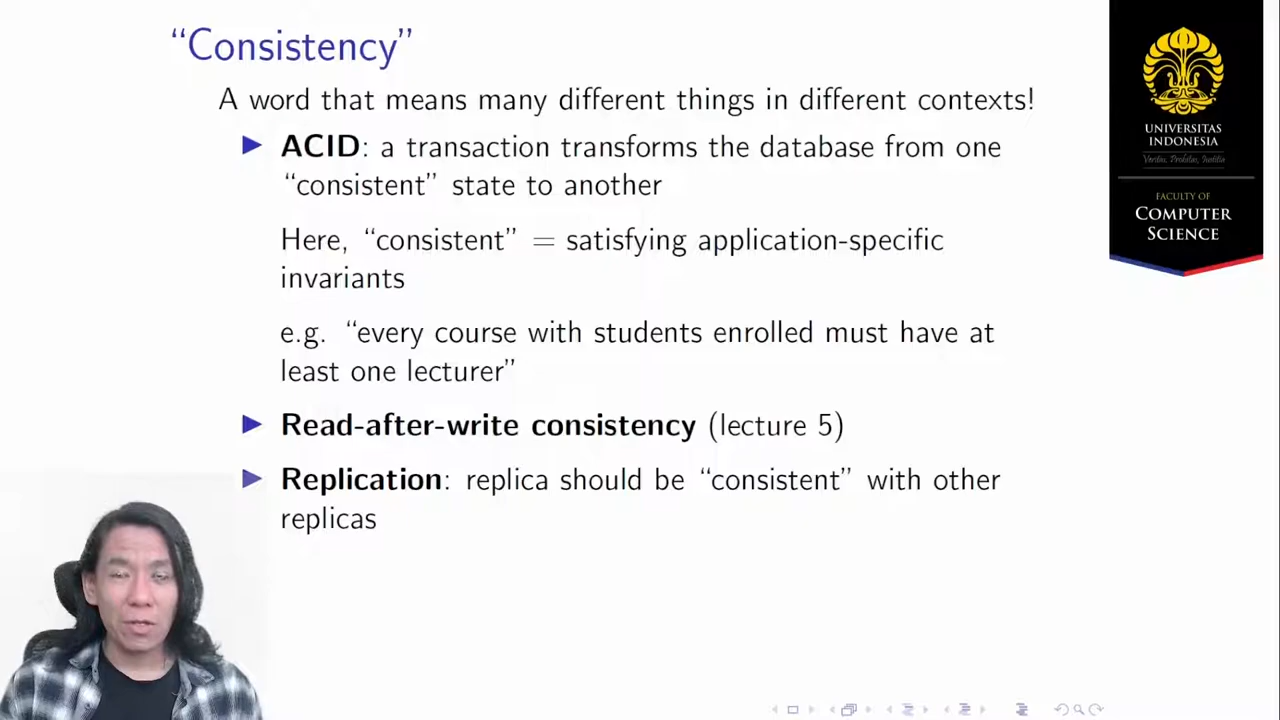 “Consistency”
A word that means many different things in different contexts!
ACID: a transaction transforms the database from one
“consistent” state to another
Here, “consistent” = satisfying application-specific
invariants
e.g. “every course with students enrolled must have at
least one lecturer”
Read-after-write consistency (lecture 5)
Replication: replica should be “consistent” with other
replicas
UNIVERSITAS
INDONESIA
Veritas, Probitas, Iustitia
FACULTY OF
COMPUTER
SCIENCE